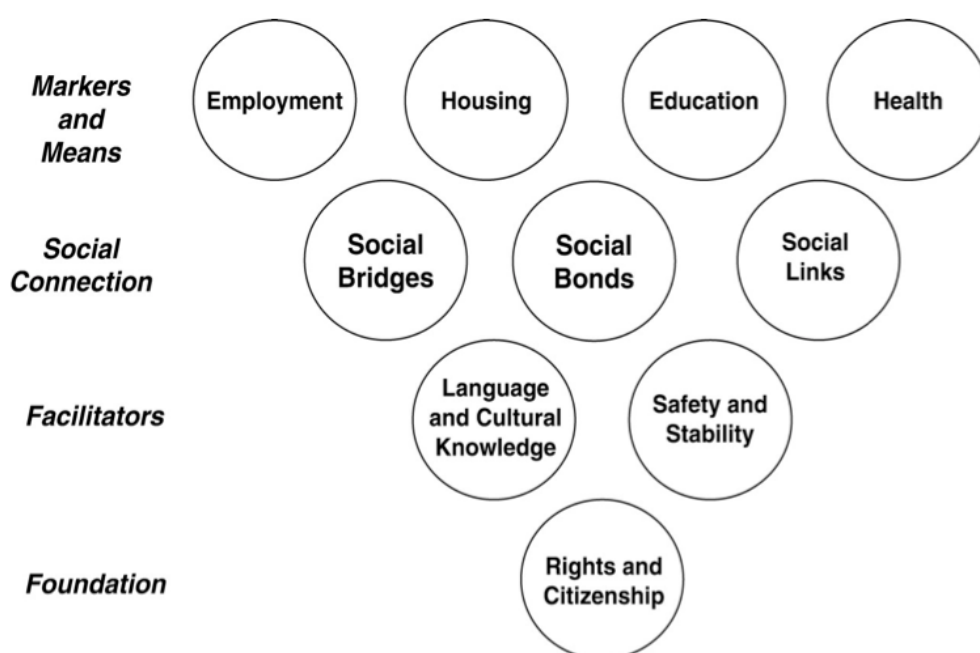 Markers
and
Means
Employment
Housing
Education
Health
Social
Connection
Social
Bridges
Social
Bonds
Social
Links
Facilitators
Language
and Cultural
Knowledge
Safety and
Stability
Foundation
Rights and
Citizenship